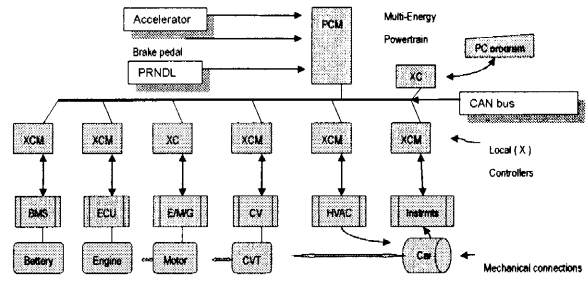 Accelerator
PCM
Multi-Energy
Powertrain
Brake pedal
PRNDL
PC program
XC
CAN bus
XCM
XCM
XC
XCM
XCM
XCM
Local ( X )
Controllers
BMS
ECU
E/M/G
CV
HVAC
Instrmts
Battery
Engine
Motor
CVT
Car
Mechanical connections